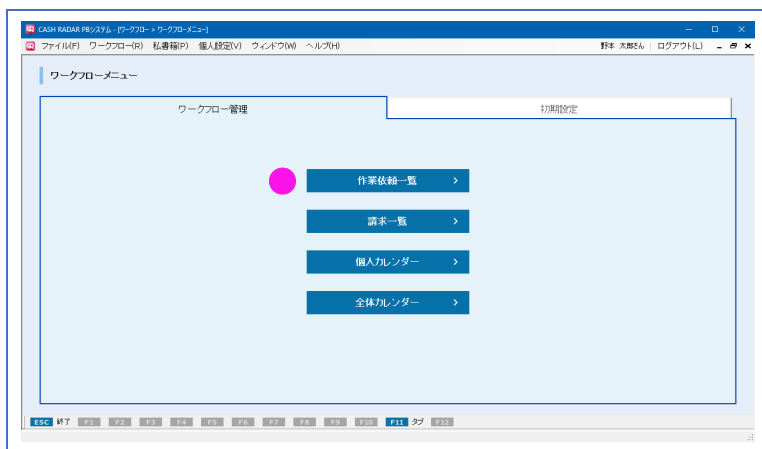 CASH RADAR PBシステム - [ワークフロー > ワークフローメニュー]
ファイル(F) ワークフロー(R) 私書箱(P) 個人設定(V) ウィンドウ(W) ヘルプ(H) 野本 太郎さん ログアウト(L)
ワークフローメニュー
ワークフロー管理 初期設定
作業依頼一覧
請求一覧
個人カレンダー
全体カレンダー
ESC 終了 F1 F2 F3 F4 F5 F6 F7 F8 F9 F10 F11 タブ F12